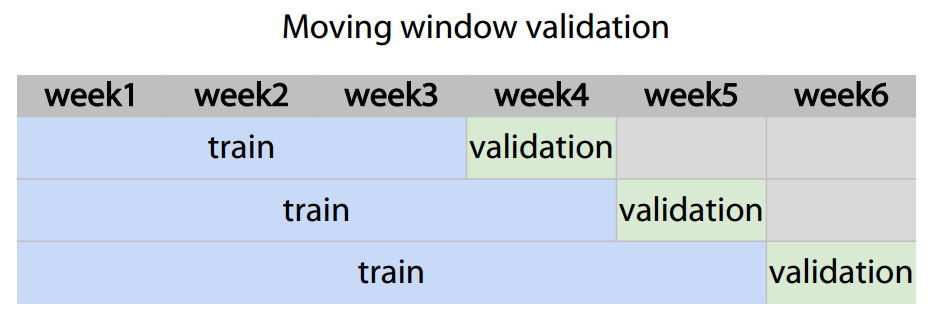 Moving window validation
week1 week2 week3 week4 week5 week6
train validation
train validation
train validation